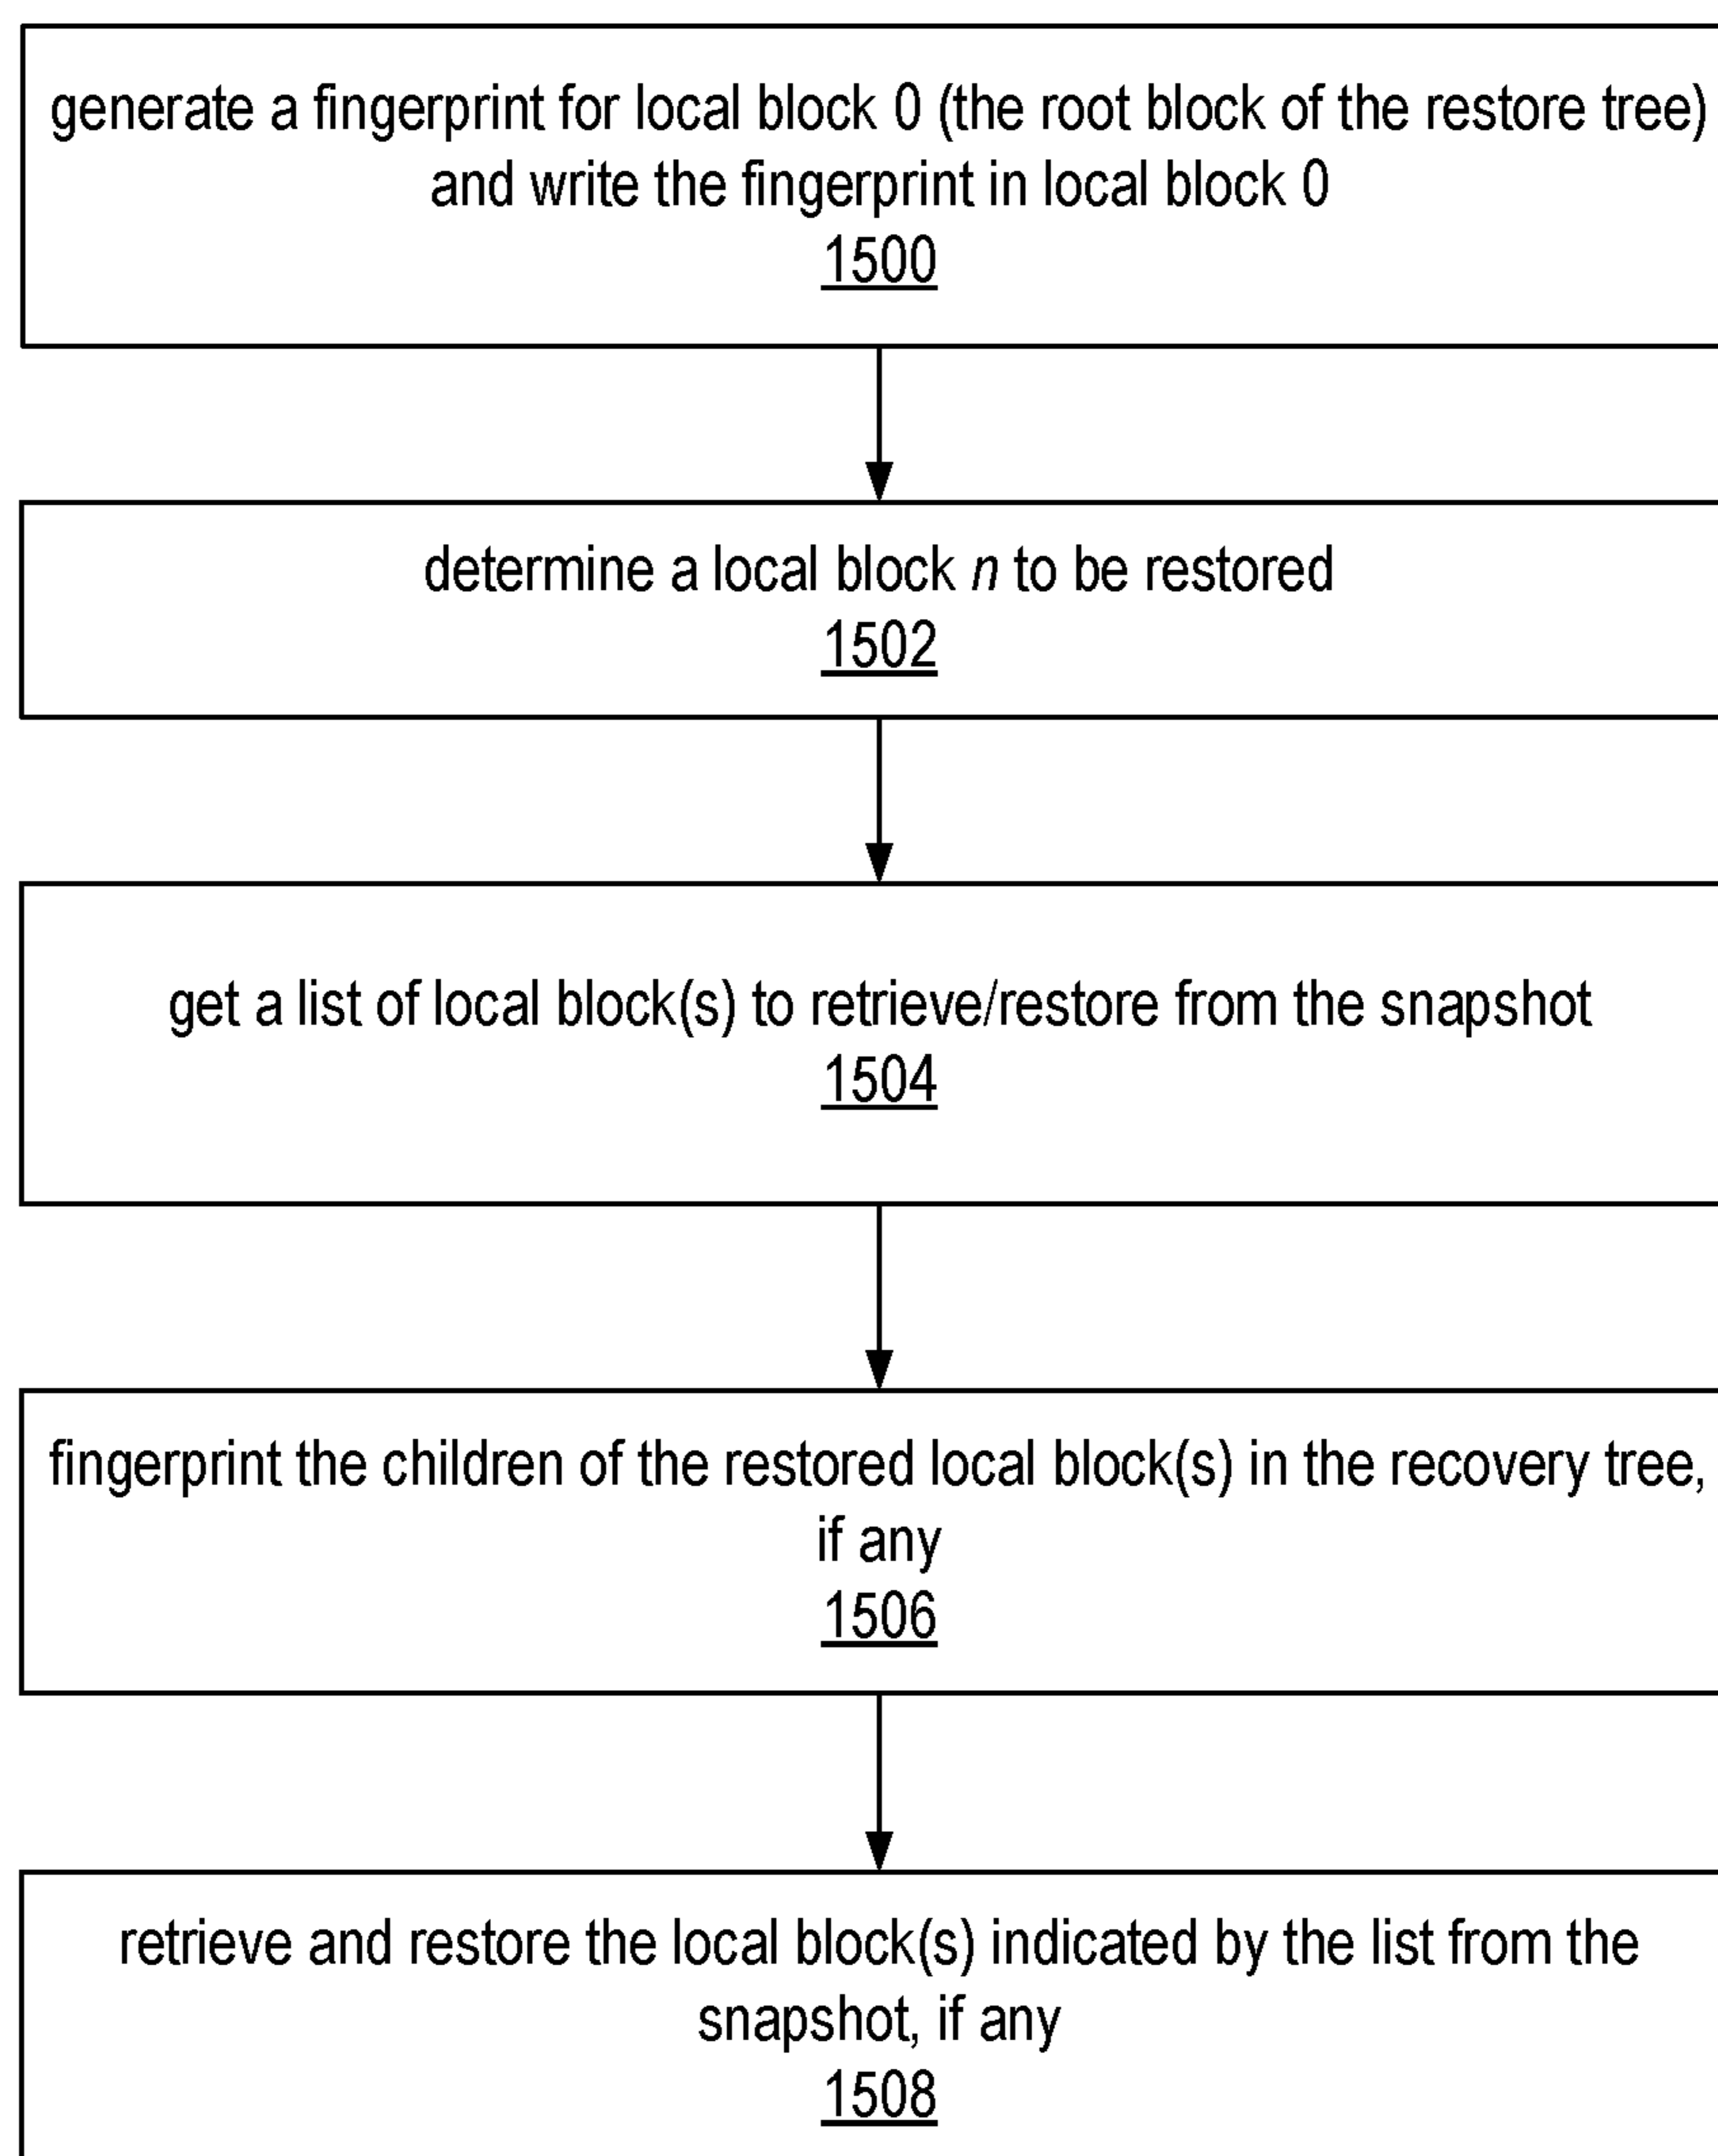 generate a fingerprint for local block 0 (the root block of the restore tree)
and write the fingerprint in local block 0
1500
determine a local block n to be restored
1502
get a list of local block(s) to retrieve/restore from the snapshot
1504
fingerprint the children of the restored local block(s) in the recovery tree,
if any
1506
retrieve and restore the local block(s) indicated by the list from the
snapshot, if any
1508